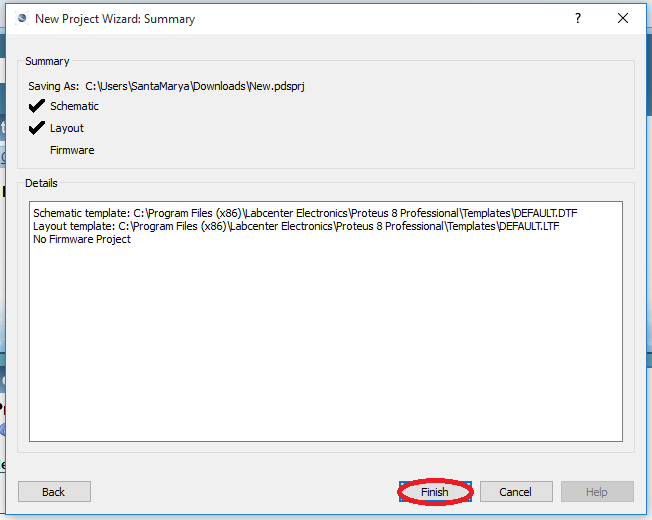 New Project Wizard: Summary
?
Summary
Saving As: C:\Users\SantaMarya\Downloads\New.pdsprj
Schematic
Layout
Firmware
Details
Schematic template: C:\Program Files (x86)\Labcenter Electronics\Proteus 8 Professional\Templates\DEFAULT.DTF
Layout template: C:\Program Files (x86)\Labcenter Electronics\Proteus 8 Professional\Templates\DEFAULT.LTF
No Firmware Project
Back
Finish
Cancel
Help